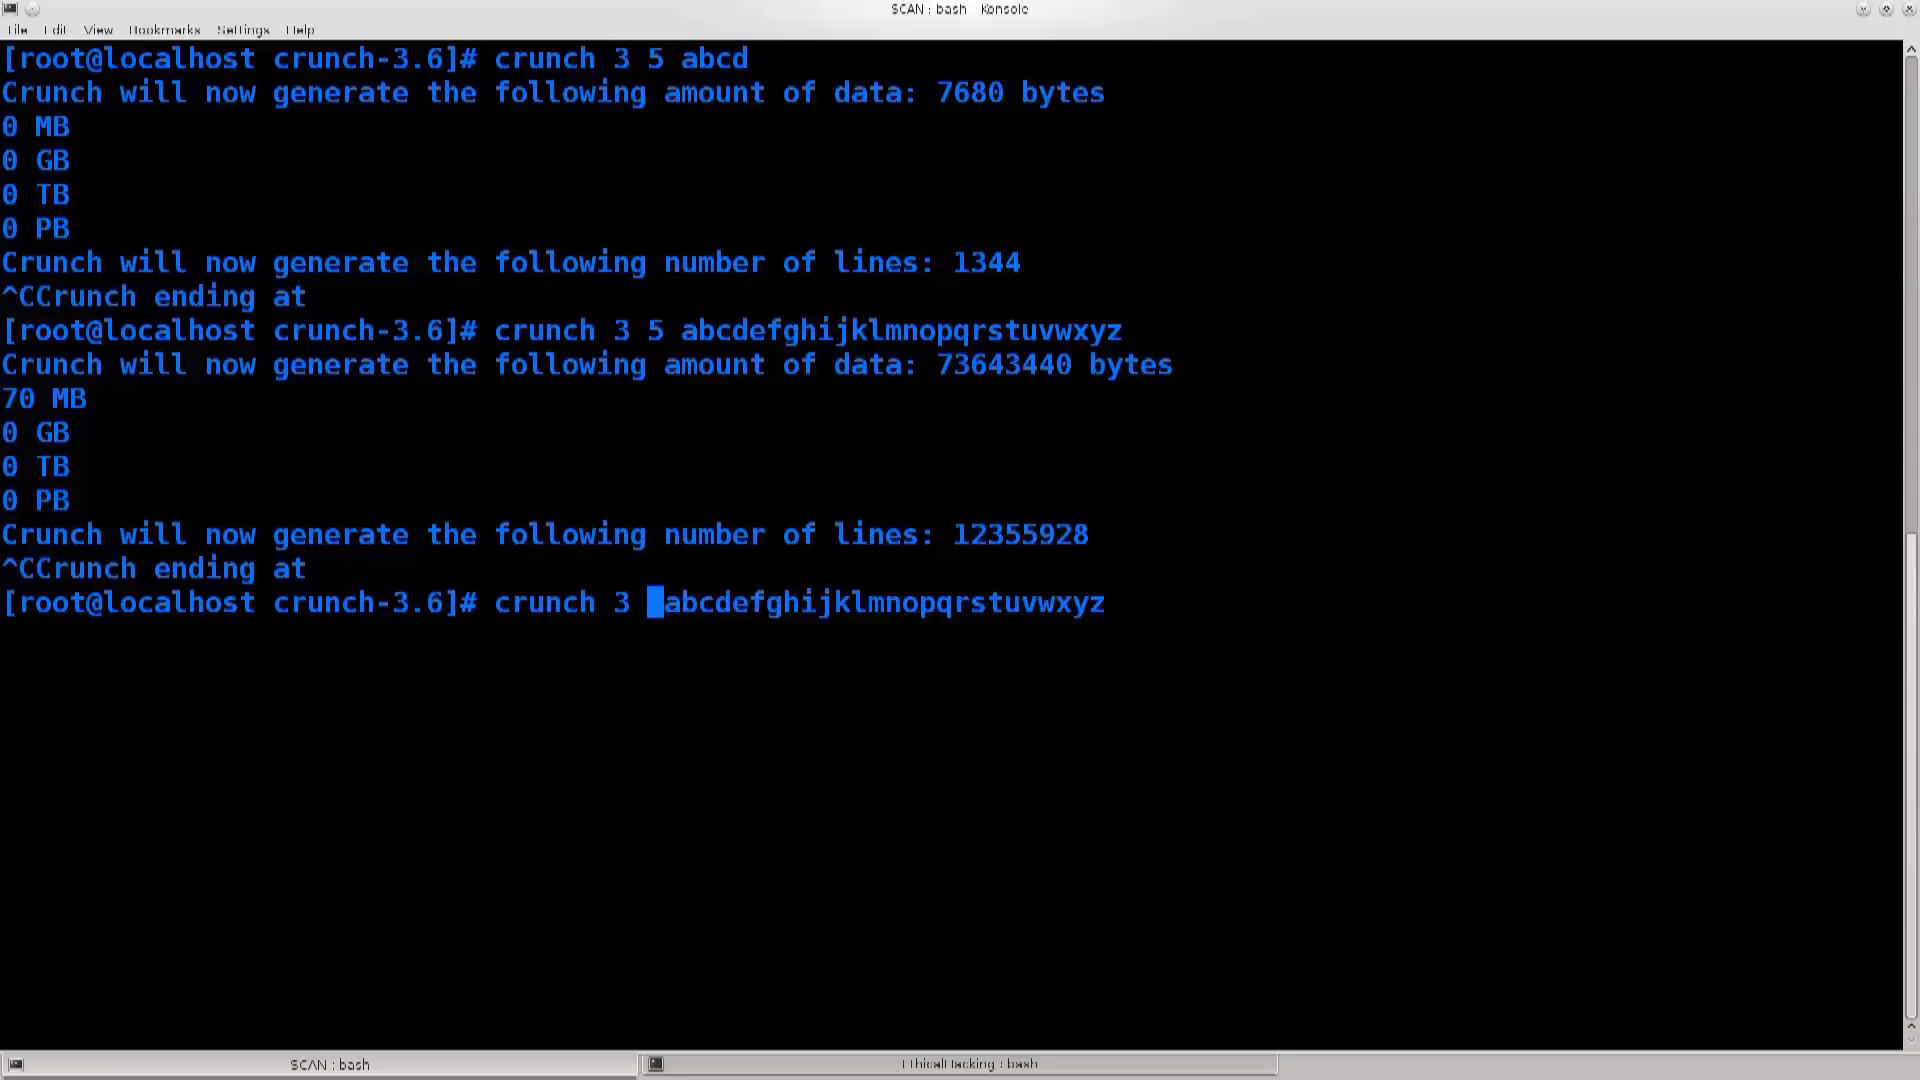 SCAN : bash Konsole
File Edit View Bookmarks Settings Help
[root@localhost crunch-3.6]# crunch 3 5 abcd
Crunch will now generate the following amount of data: 7680 bytes
0 MB
0 GB
0 TB
0 PB
Crunch will now generate the following number of lines: 1344
^CCrunch ending at
[root@localhost crunch-3.6]# crunch 3 5 abcdefghijklmnopqrstuvwxyz
Crunch will now generate the following amount of data: 73643440 bytes
70 MB
0 GB
0 TB
0 PB
Crunch will now generate the following number of lines: 12355928
^CCrunch ending at
[root@localhost crunch-3.6]# crunch 3 abcdefghijklmnopqrstuvwxyz
SCAN : bash
EthicalHacking : bash